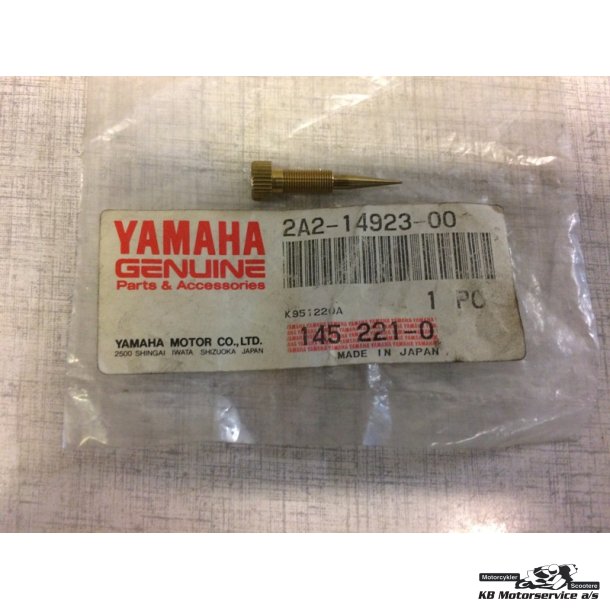 YAMAHA
GENUINE
Parts & Accessories
YAMAHA MOTOR CO., LTD.
2500 SHINGAI IWATA SHIZUOKA JAPAN
2A2-14923-00
K951220A
1 PC
145 221-0
MADE IN JAPAN
Motorcykler
Scootere
KB Motorservice a/s